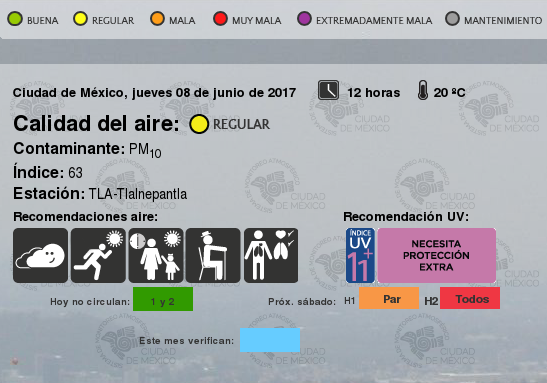 BUENA REGULAR MALA MUY MALA EXTREMADAMENTE MALA MANTENIMIENTO
Ciudad de México, jueves 08 de junio de 2017 12 horas 20 ºC
Calidad del aire: REGULAR
Contaminante: PM10
Índice: 63
Estación: TLA-Tlalnepantla
Recomendaciones aire: Recomendación UV:
ÍNDICE UV 11+ NECESITA PROTECCIÓN EXTRA
Hoy no circulan: 1 y 2 Próx. sábado: H1 Par H2 Todos
Este mes verifican:
CIUDAD DE MÉXICO